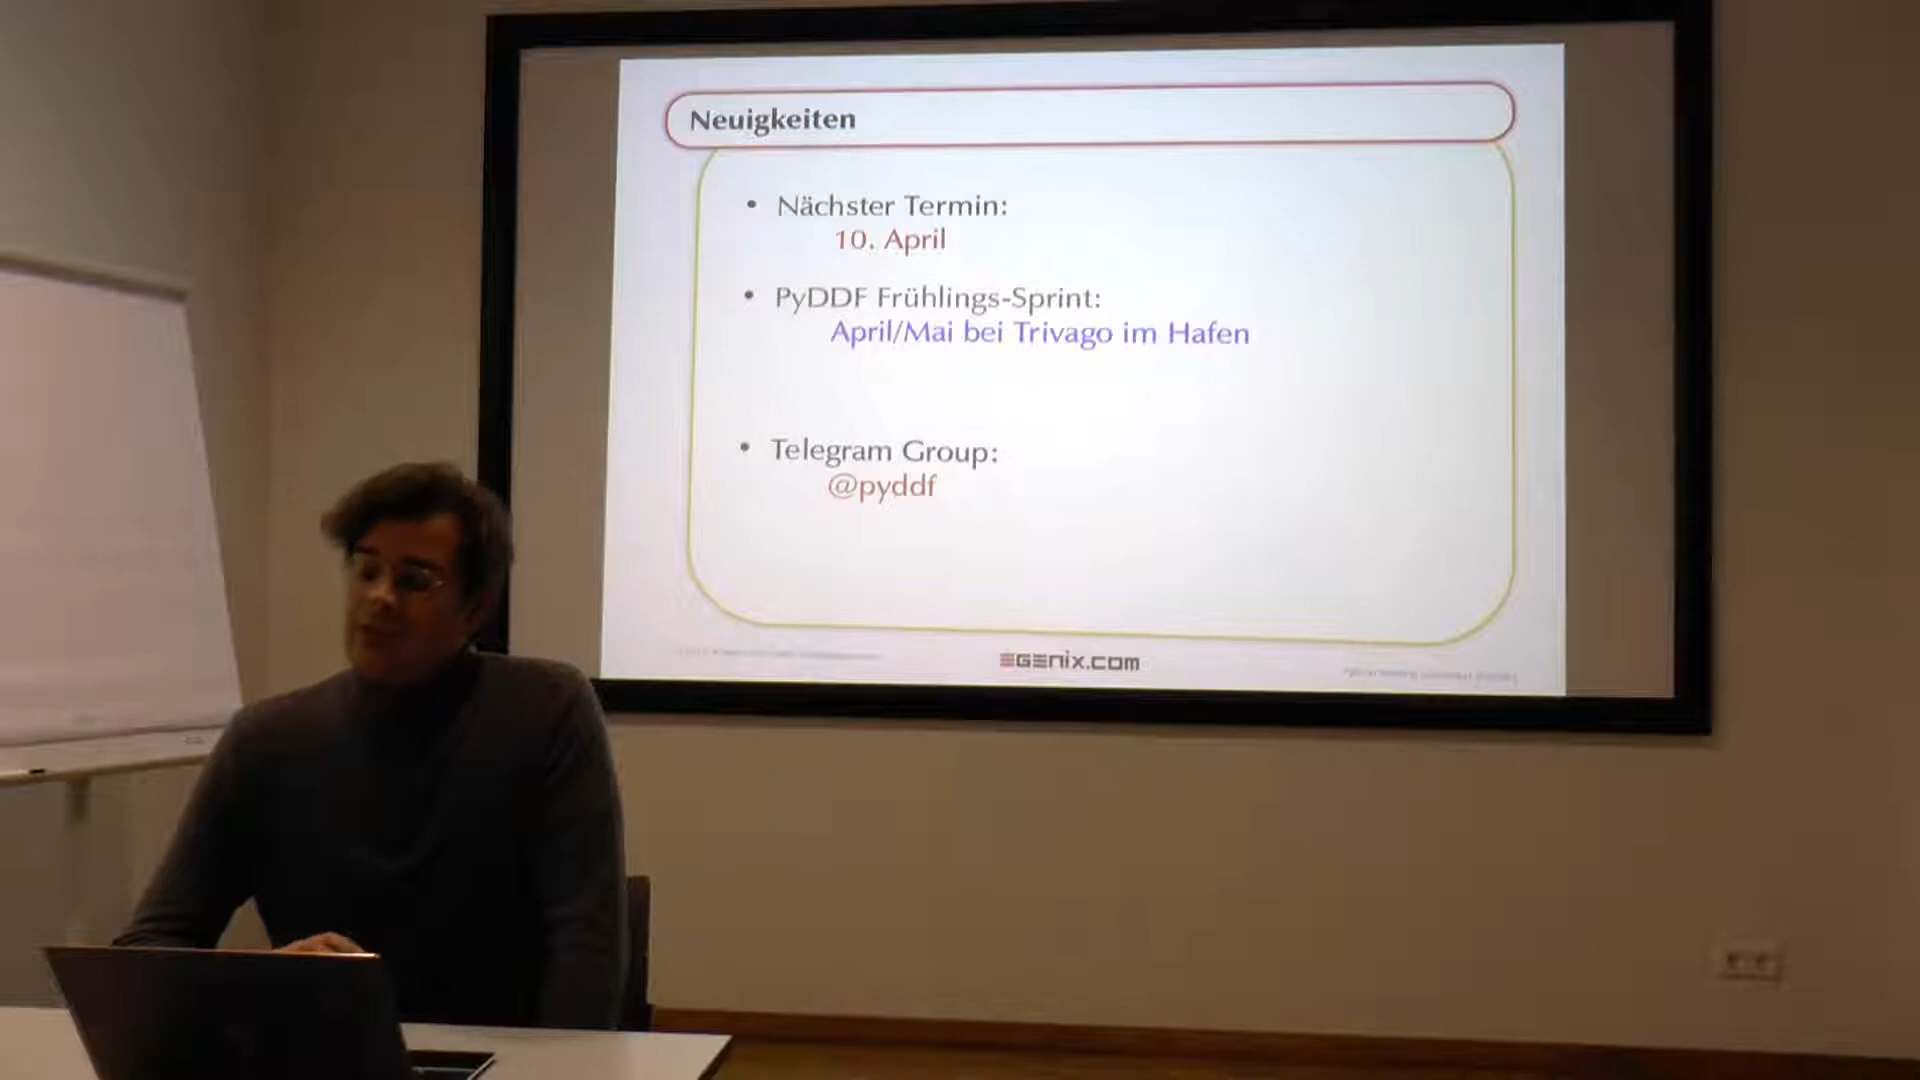 Neuigkeiten
• Nächster Termin:
10. April
• PyDDF Frühlings-Sprint:
April/Mai bei Trivago im Hafen
• Telegram Group:
@pyddf
EGENIX.COM